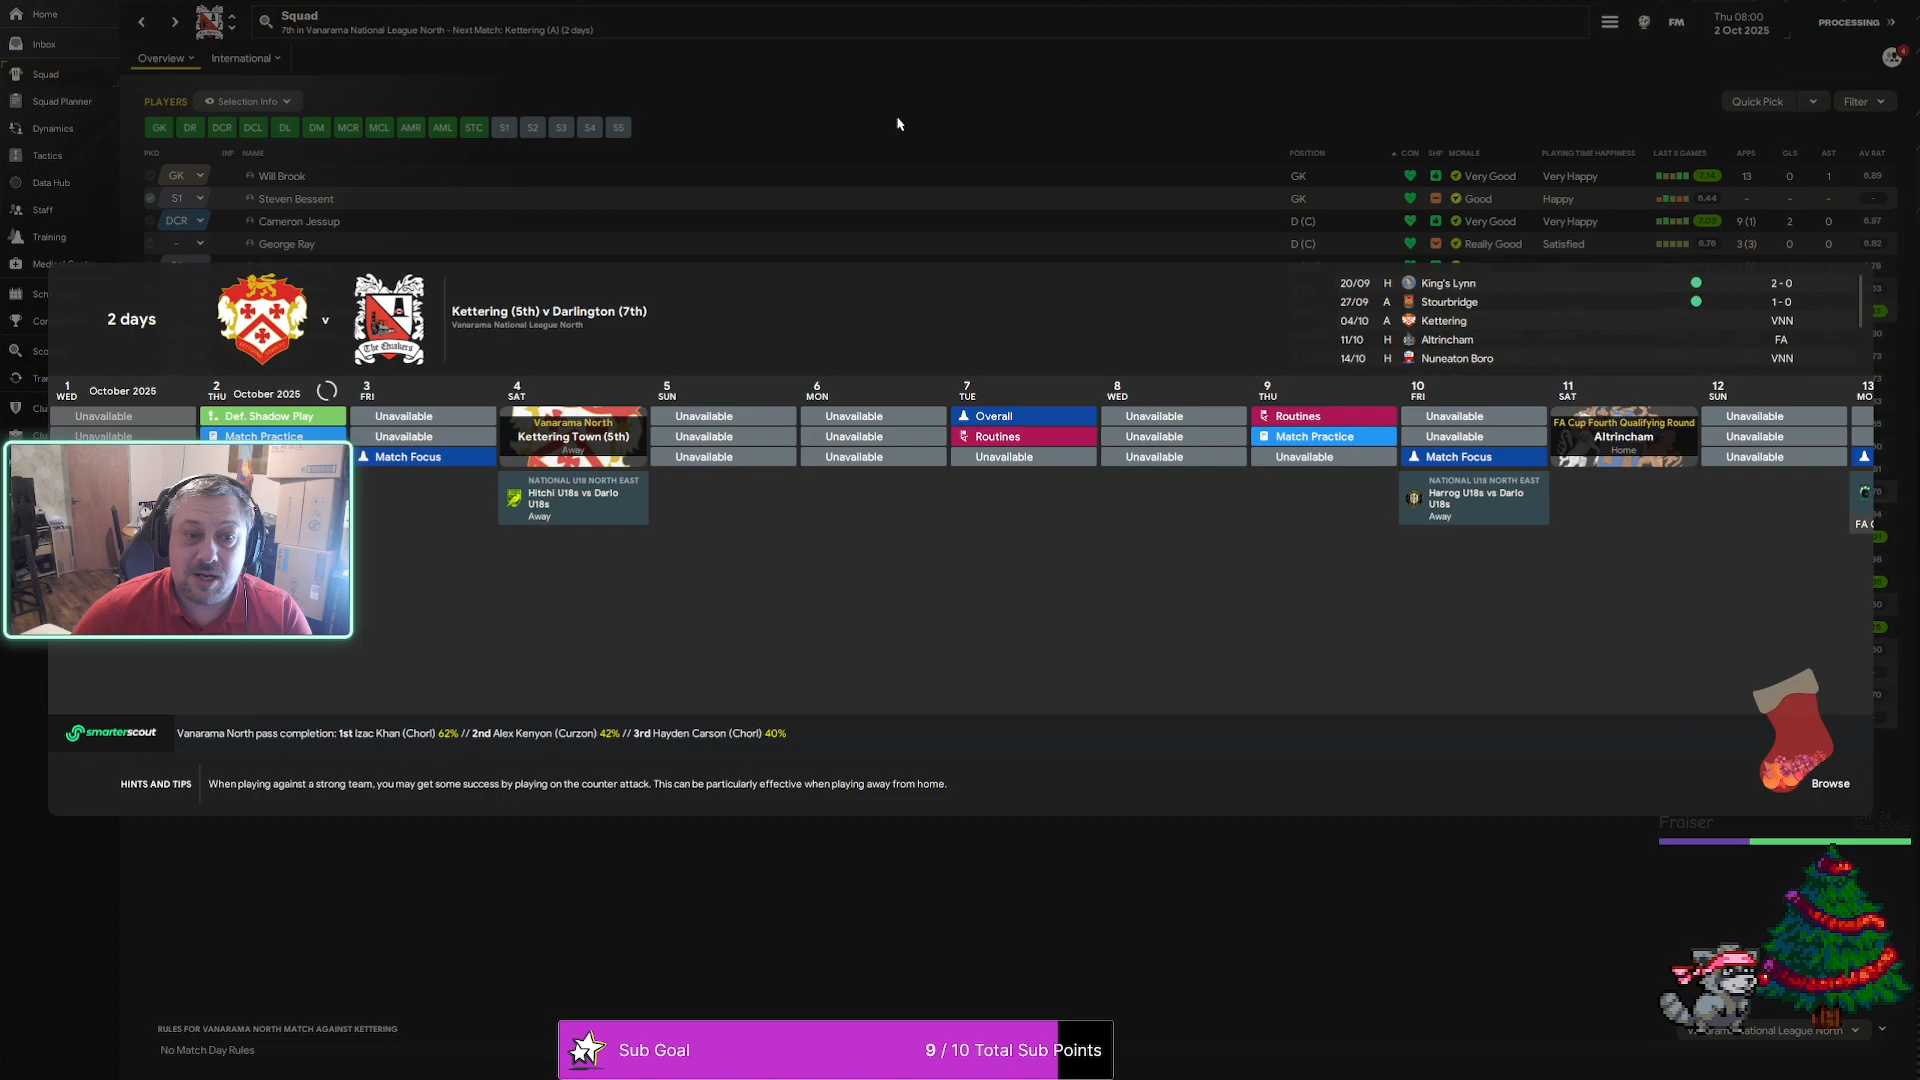 Home
Inbox
Squad
Squad Planner
Dynamics
Tactics
Data Hub
Staff
Training
Squad
7th in Vanarama National League North - Next Match: Kettering (A) (2 days)
FM
Thu 08:00
2 Oct 2025
PROCESSING
4
Overview
International
PLAYERS
Selection Info
Quick Pick
Filter
GK DR DCR DCL DL DM MCR MCL AMR AML STC S1 S2 S3 S4 S5
PKD INF NAME POSITION CON SHP MORALE PLAYING TIME HAPPINESS LAST 5 GAMES APPS GLS AST AV RAT
GK Will Brook GK Very Good Very Happy 7.14 13 0 1 6.89
S1 Steven Bessent GK Good Happy 6.44 - - - -
DCR Cameron Jessup D (C) Very Good Very Happy 7.02 9 (1) 2 0 6.97
- George Ray D (C) Really Good Satisfied 6.76 3 (3) 0 0 6.82
2 days
v
The Quakers
Kettering (5th) v Darlington (7th)
Vanarama National League North
20/09 H King's Lynn 2 - 0
27/09 A Stourbridge 1 - 0
04/10 A Kettering VNN
11/10 H Altrincham FA
14/10 H Nuneaton Boro VNN
1 WED October 2025
2 THU October 2025
3 FRI
4 SAT
5 SUN
6 MON
7 TUE
8 WED
9 THU
10 FRI
11 SAT
12 SUN
13 MO
Unavailable Def. Shadow Play Unavailable Vanarama North Unavailable Unavailable Overall Unavailable Routines Unavailable FA Cup Fourth Qualifying Round Unavailable
Unavailable Match Practice Unavailable Kettering Town (5th) Unavailable Unavailable Routines Unavailable Match Practice Unavailable Altrincham Unavailable
Match Focus Away Unavailable Unavailable Unavailable Unavailable Unavailable Match Focus Home Unavailable
NATIONAL U18 NORTH EAST
Hitchi U18s vs Darlo
U18s
Away
NATIONAL U18 NORTH EAST
Harrog U18s vs Darlo
U18s
Away
smarterscout
Vanarama North pass completion: 1st Izac Khan (Chorl) 62% // 2nd Alex Kenyon (Curzon) 42% // 3rd Hayden Carson (Chorl) 40%
HINTS AND TIPS
When playing against a strong team, you may get some success by playing on the counter attack. This can be particularly effective when playing away from home.
Browse
Fraiser
RULES FOR VANARAMA NORTH MATCH AGAINST KETTERING
No Match Day Rules
Sub Goal
9 / 10 Total Sub Points